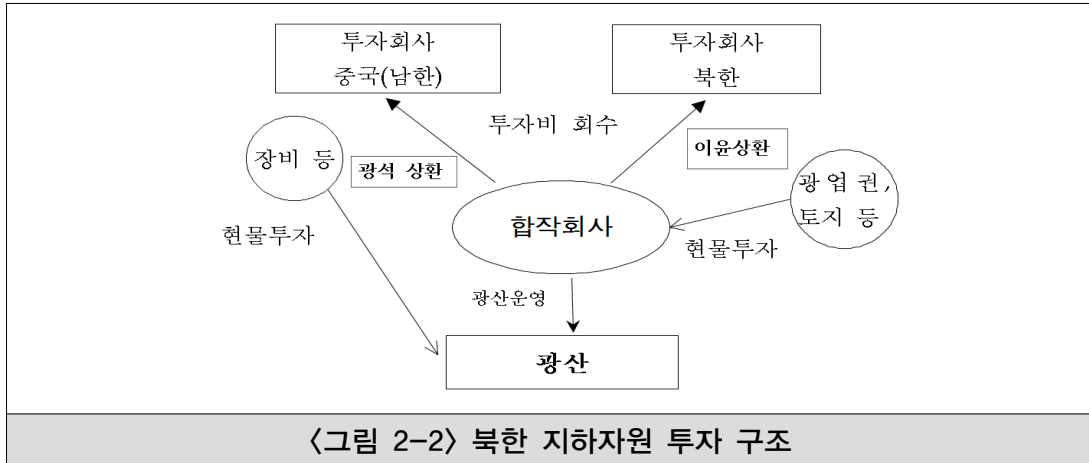 투자회사
중국(남한)
투자회사
북한
투자비 회수
장비 등
광석 상환
이윤상환
광업권,
토지 등
현물투자
합작회사
현물투자
광산운영
광산
〈그림 2-2〉 북한 지하자원 투자 구조